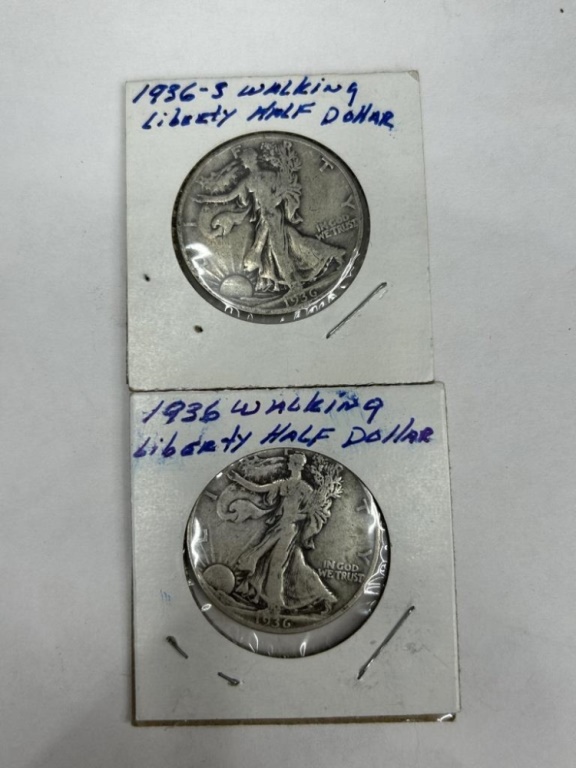 1936-S WALKING
LIBERTY HALF DOLLAR
LIBERTY
IN GOD
WE TRUST
1936
1936 WALKING
LIBERTY HALF DOLLAR
LIBERTY
IN GOD
WE TRUST
1936